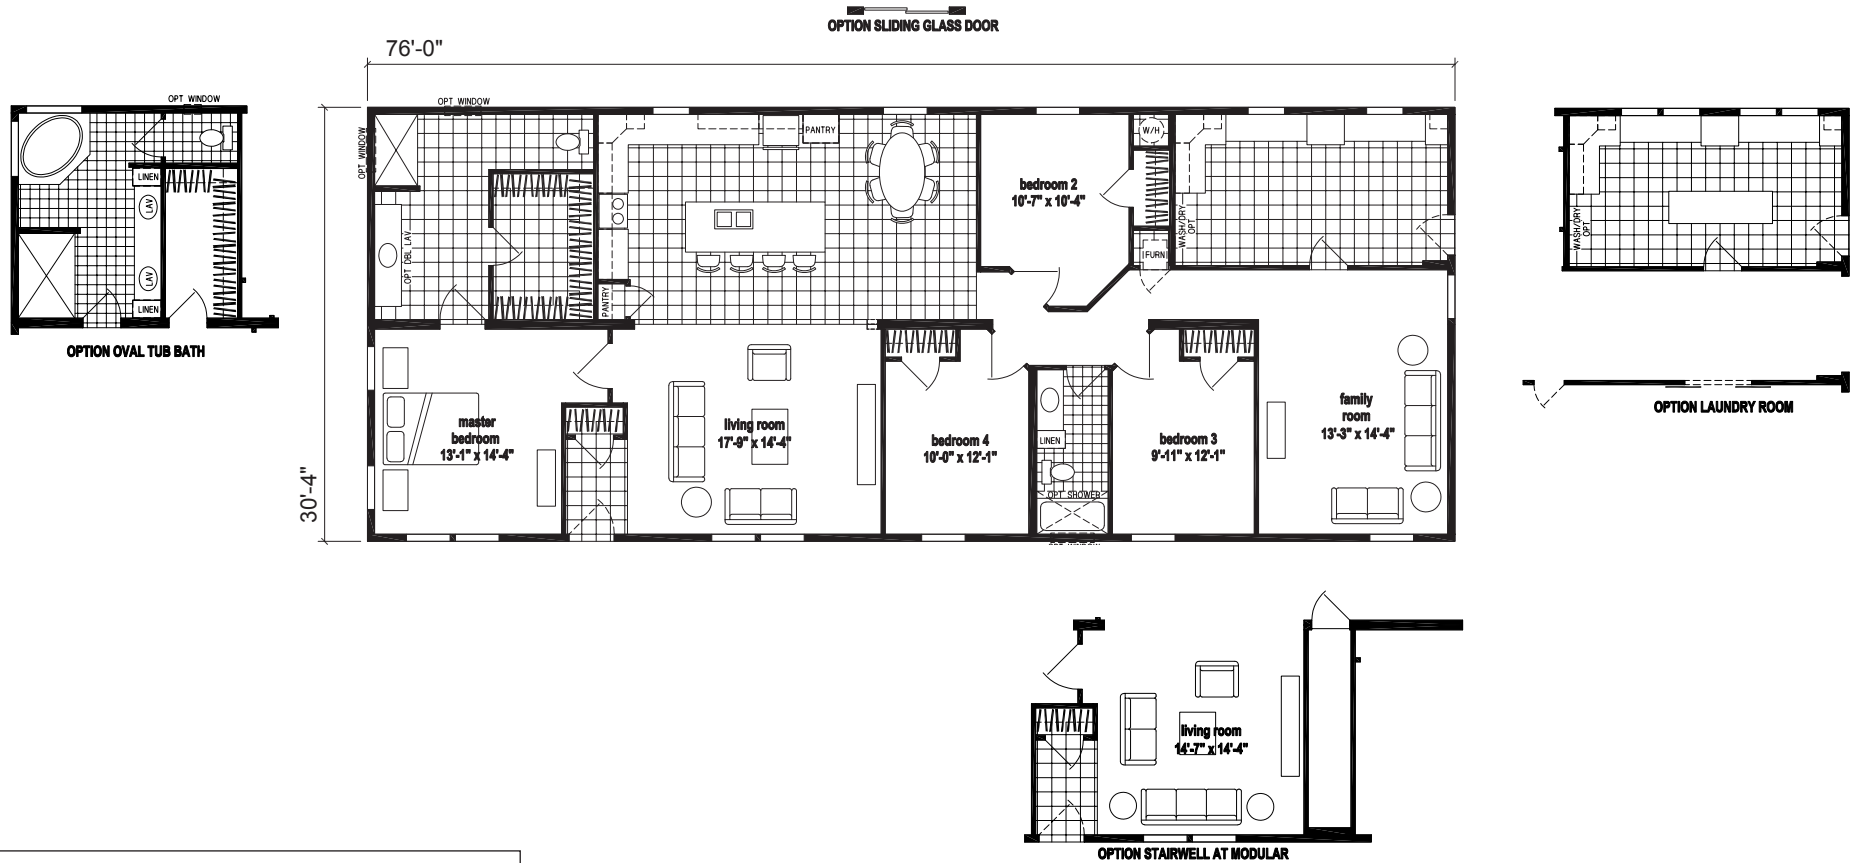 OPTION SLIDING GLASS DOOR
76'-0"
30'-4"
OPT WINDOW
LINEN
LAV
LAV
LINEN
OPTION OVAL TUB BATH
OPT WINDOW
OPT WINDOW
OPT DBL LAV
PANTRY
PANTRY
bedroom 2
10'-7" x 10'-4"
W/H
FURN
WASH/DRY
OPT
master
bedroom
13'-1" x 14'-4"
living room
17'-9" x 14'-4"
bedroom 4
10'-0" x 12'-1"
LINEN
OPT SHOWER
OPT WINDOW
bedroom 3
9'-11" x 12'-1"
family
room
13'-3" x 14'-4"
WASH/DRY
OPT
OPTION LAUNDRY ROOM
living room
14'-7" x 14'-4"
OPTION STAIRWELL AT MODULAR